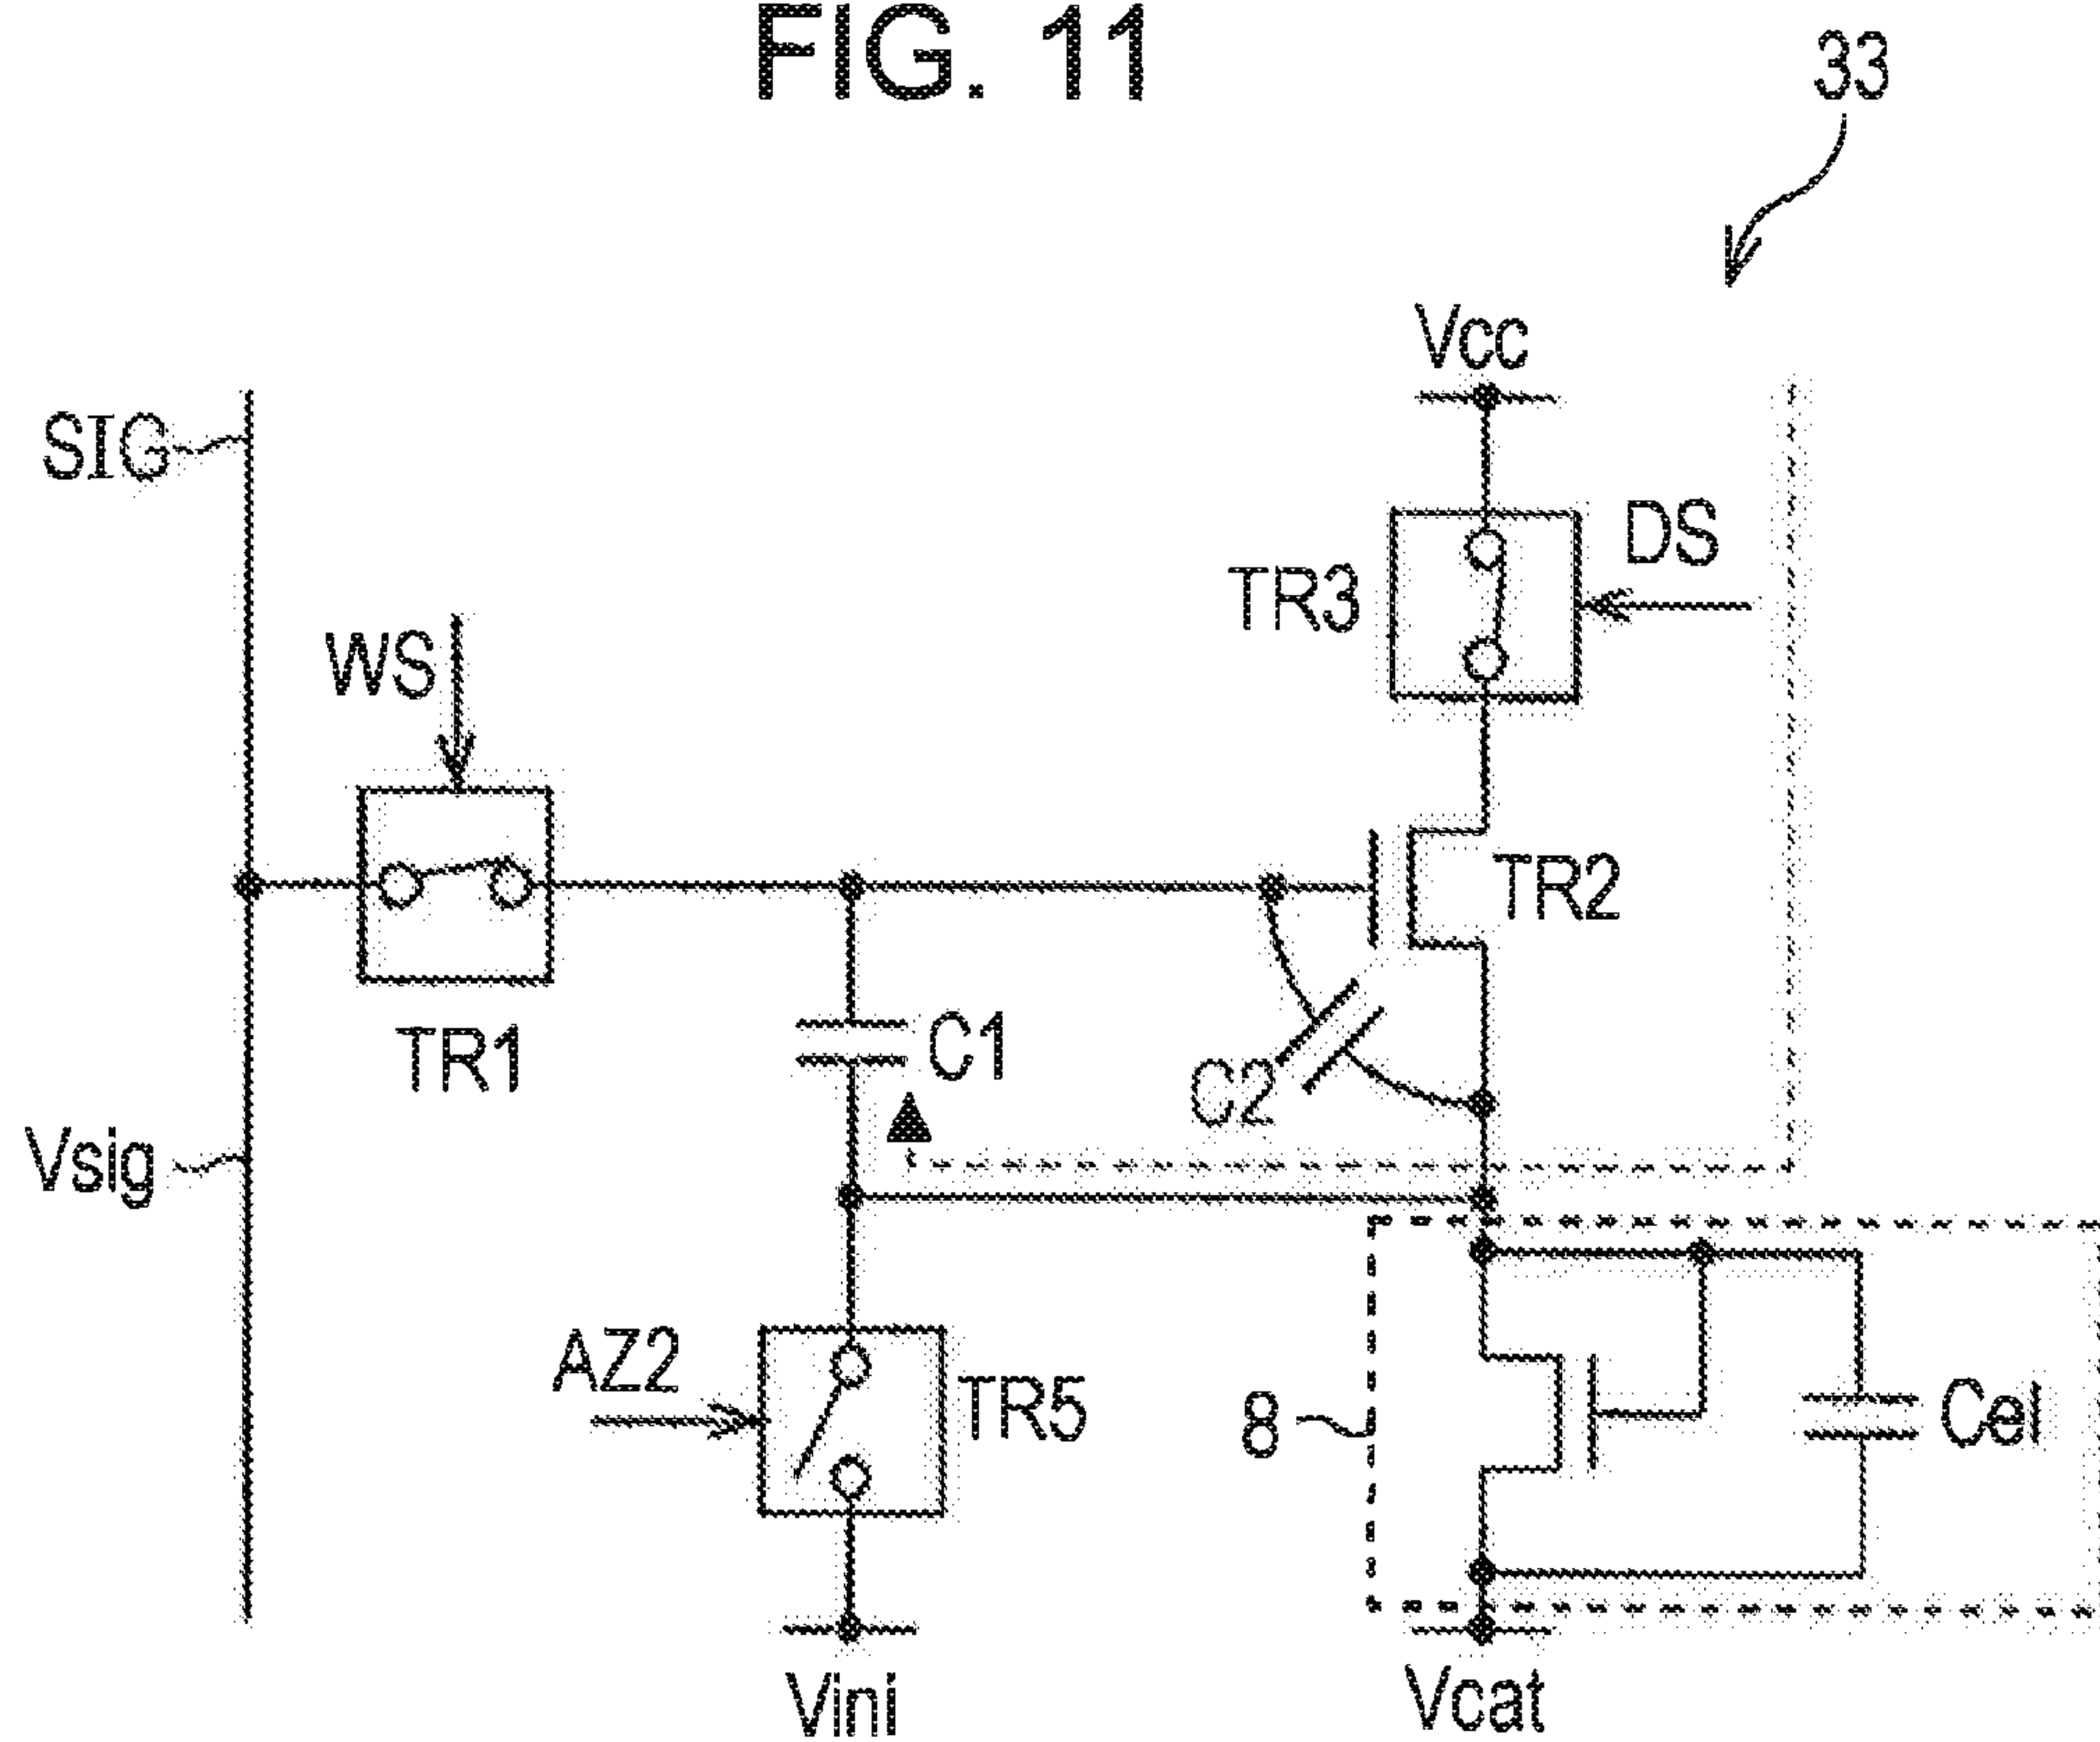 FIG. 11
33
Vcc
SIG
DS
TR3
WS
TR2
TR1
C1
C2
Vsig
AZ2
TR5
8
Cel
Vini
Vcat